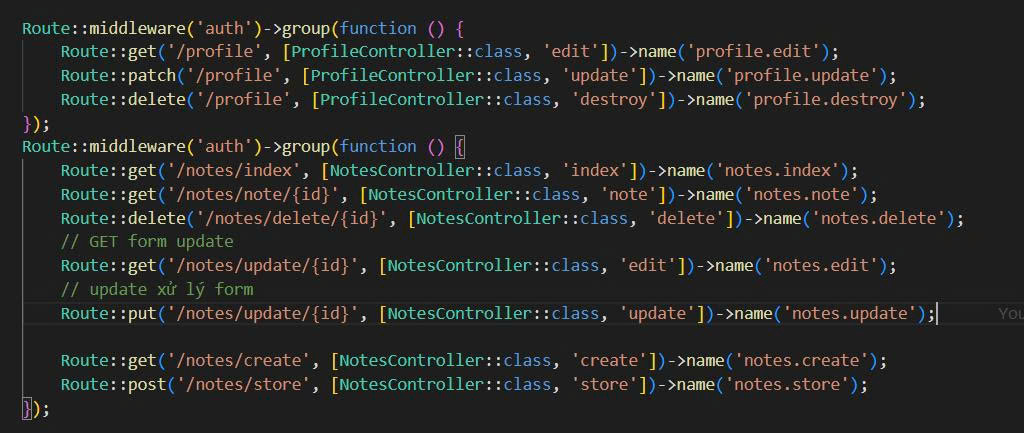 Route::middleware('auth')->group(function () {
    Route::get('/profile', [ProfileController::class, 'edit'])->name('profile.edit');
    Route::patch('/profile', [ProfileController::class, 'update'])->name('profile.update');
    Route::delete('/profile', [ProfileController::class, 'destroy'])->name('profile.destroy');
});
Route::middleware('auth')->group(function () {
    Route::get('/notes/index', [NotesController::class, 'index'])->name('notes.index');
    Route::get('/notes/note/{id}', [NotesController::class, 'note'])->name('notes.note');
    Route::delete('/notes/delete/{id}', [NotesController::class, 'delete'])->name('notes.delete');
    // GET form update
    Route::get('/notes/update/{id}', [NotesController::class, 'edit'])->name('notes.edit');
    // update xử lý form
    Route::put('/notes/update/{id}', [NotesController::class, 'update'])->name('notes.update'); You
    Route::get('/notes/create', [NotesController::class, 'create'])->name('notes.create');
    Route::post('/notes/store', [NotesController::class, 'store'])->name('notes.store');
});